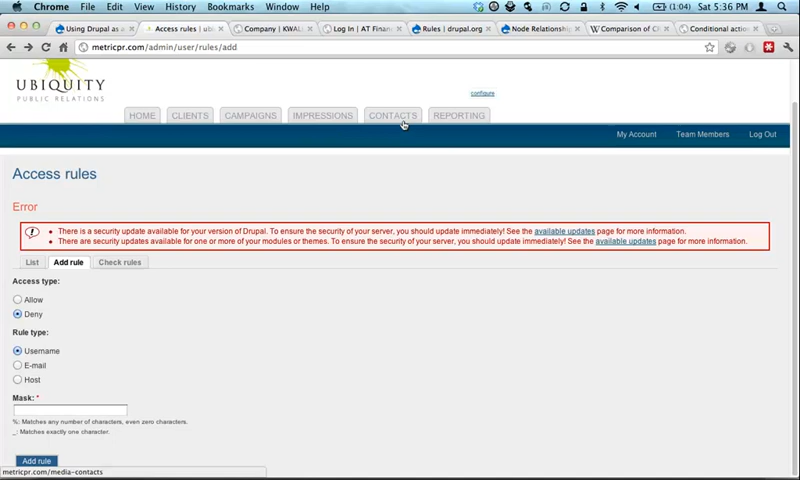 Chrome File Edit View History Bookmarks Window Help (1:04) Sat 5:36 PM
Using Drupal as a Access rules | ubi Company | KWALL Log In | AT Financ Rules | drupal.org Node Relationship Comparison of C Conditional action
metricpr.com/admin/user/rules/add
UBIQUITY
PUBLIC RELATIONS
configure
HOME CLIENTS CAMPAIGNS IMPRESSIONS CONTACTS REPORTING
My Account Team Members Log Out
Access rules
Error
There is a security update available for your version of Drupal. To ensure the security of your server, you should update immediately! See the available updates page for more information.
There are security updates available for one or more of your modules or themes. To ensure the security of your server, you should update immediately! See the available updates page for more information.
List Add rule Check rules
Access type:
Allow
Deny
Rule type:
Username
E-mail
Host
Mask: *
%: Matches any number of characters, even zero characters.
_: Matches exactly one character.
Add rule
metricpr.com/media-contacts